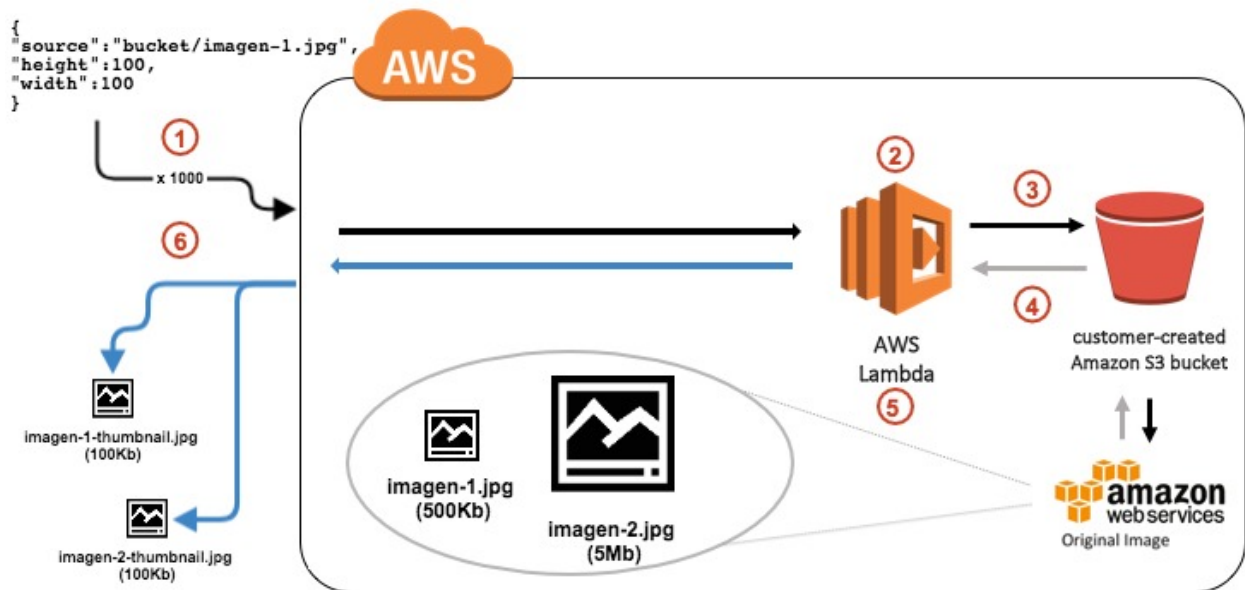 {
"source":"bucket/imagen-1.jpg",
"height":100,
"width":100
}
AWS
1
x 1000
2
3
6
4
AWS
Lambda
5
customer-created
Amazon S3 bucket
imagen-1-thumbnail.jpg
(100Kb)
imagen-1.jpg
(500Kb)
imagen-2.jpg
(5Mb)
amazon
web services
Original Image
imagen-2-thumbnail.jpg
(100Kb)